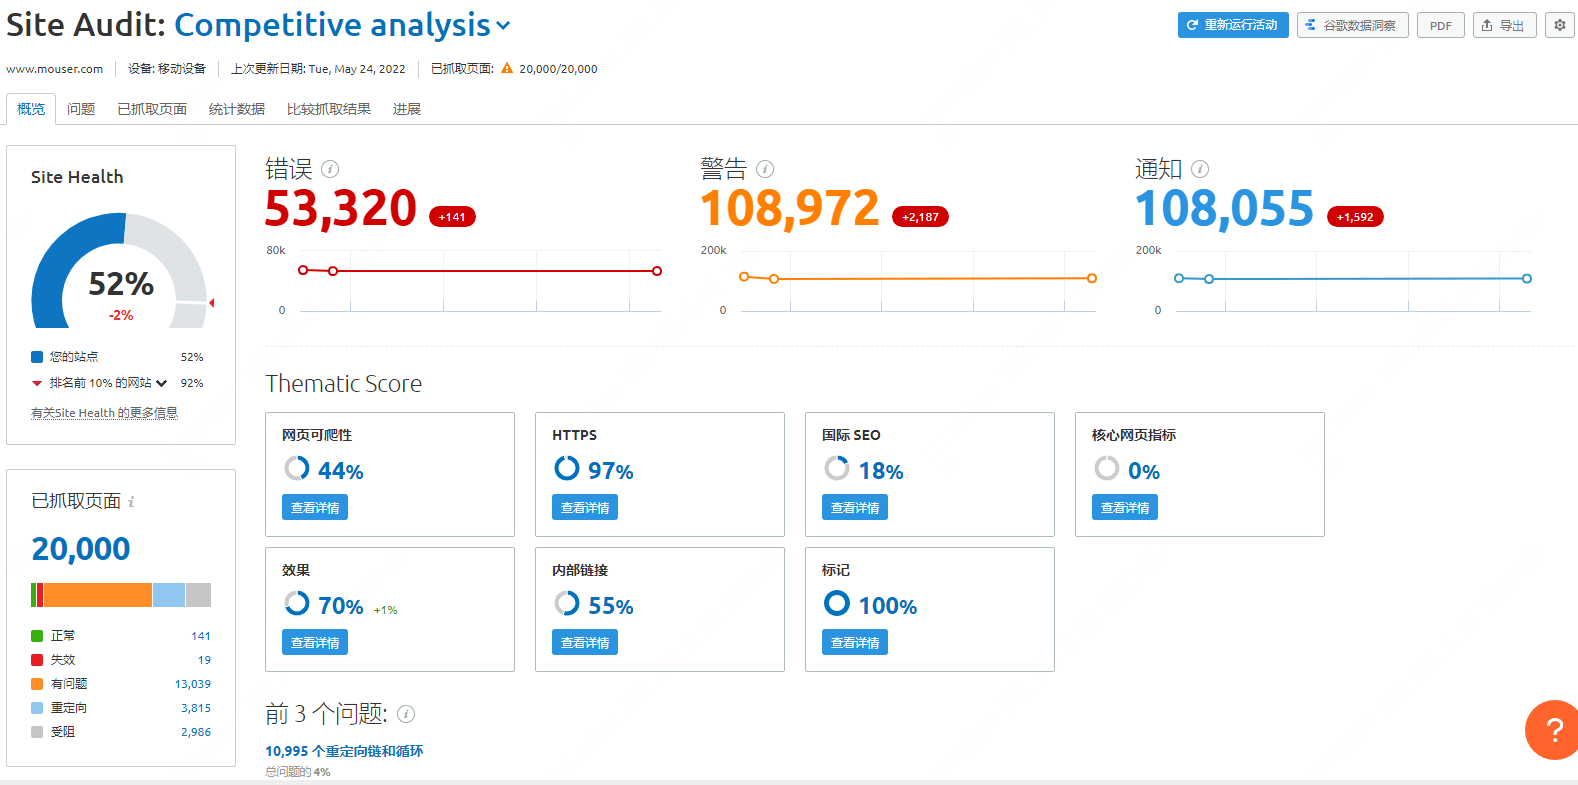 Site Audit: Competitive analysis
重新运行活动
谷歌数据洞察
PDF
导出
www.mouser.com
设备: 移动设备
上次更新日期: Tue, May 24, 2022
已抓取页面: 20,000/20,000
概览 问题 已抓取页面 统计数据 比较抓取结果 进展
Site Health
52%
-2%
您的站点 52%
排名前 10% 的网站 92%
有关Site Health 的更多信息
已抓取页面
20,000
正常 141
失效 19
有问题 13,039
重定向 3,815
受阻 2,986
错误
53,320 +141
80k
0
警告
108,972 +2,187
200k
0
通知
108,055 +1,592
200k
0
Thematic Score
网页可爬性
44%
查看详情
HTTPS
97%
查看详情
国际 SEO
18%
查看详情
核心网页指标
0%
查看详情
效果
70% +1%
查看详情
内部链接
55%
查看详情
标记
100%
查看详情
前 3 个问题:
10,995 个重定向链和循环
总问题的 4%
?